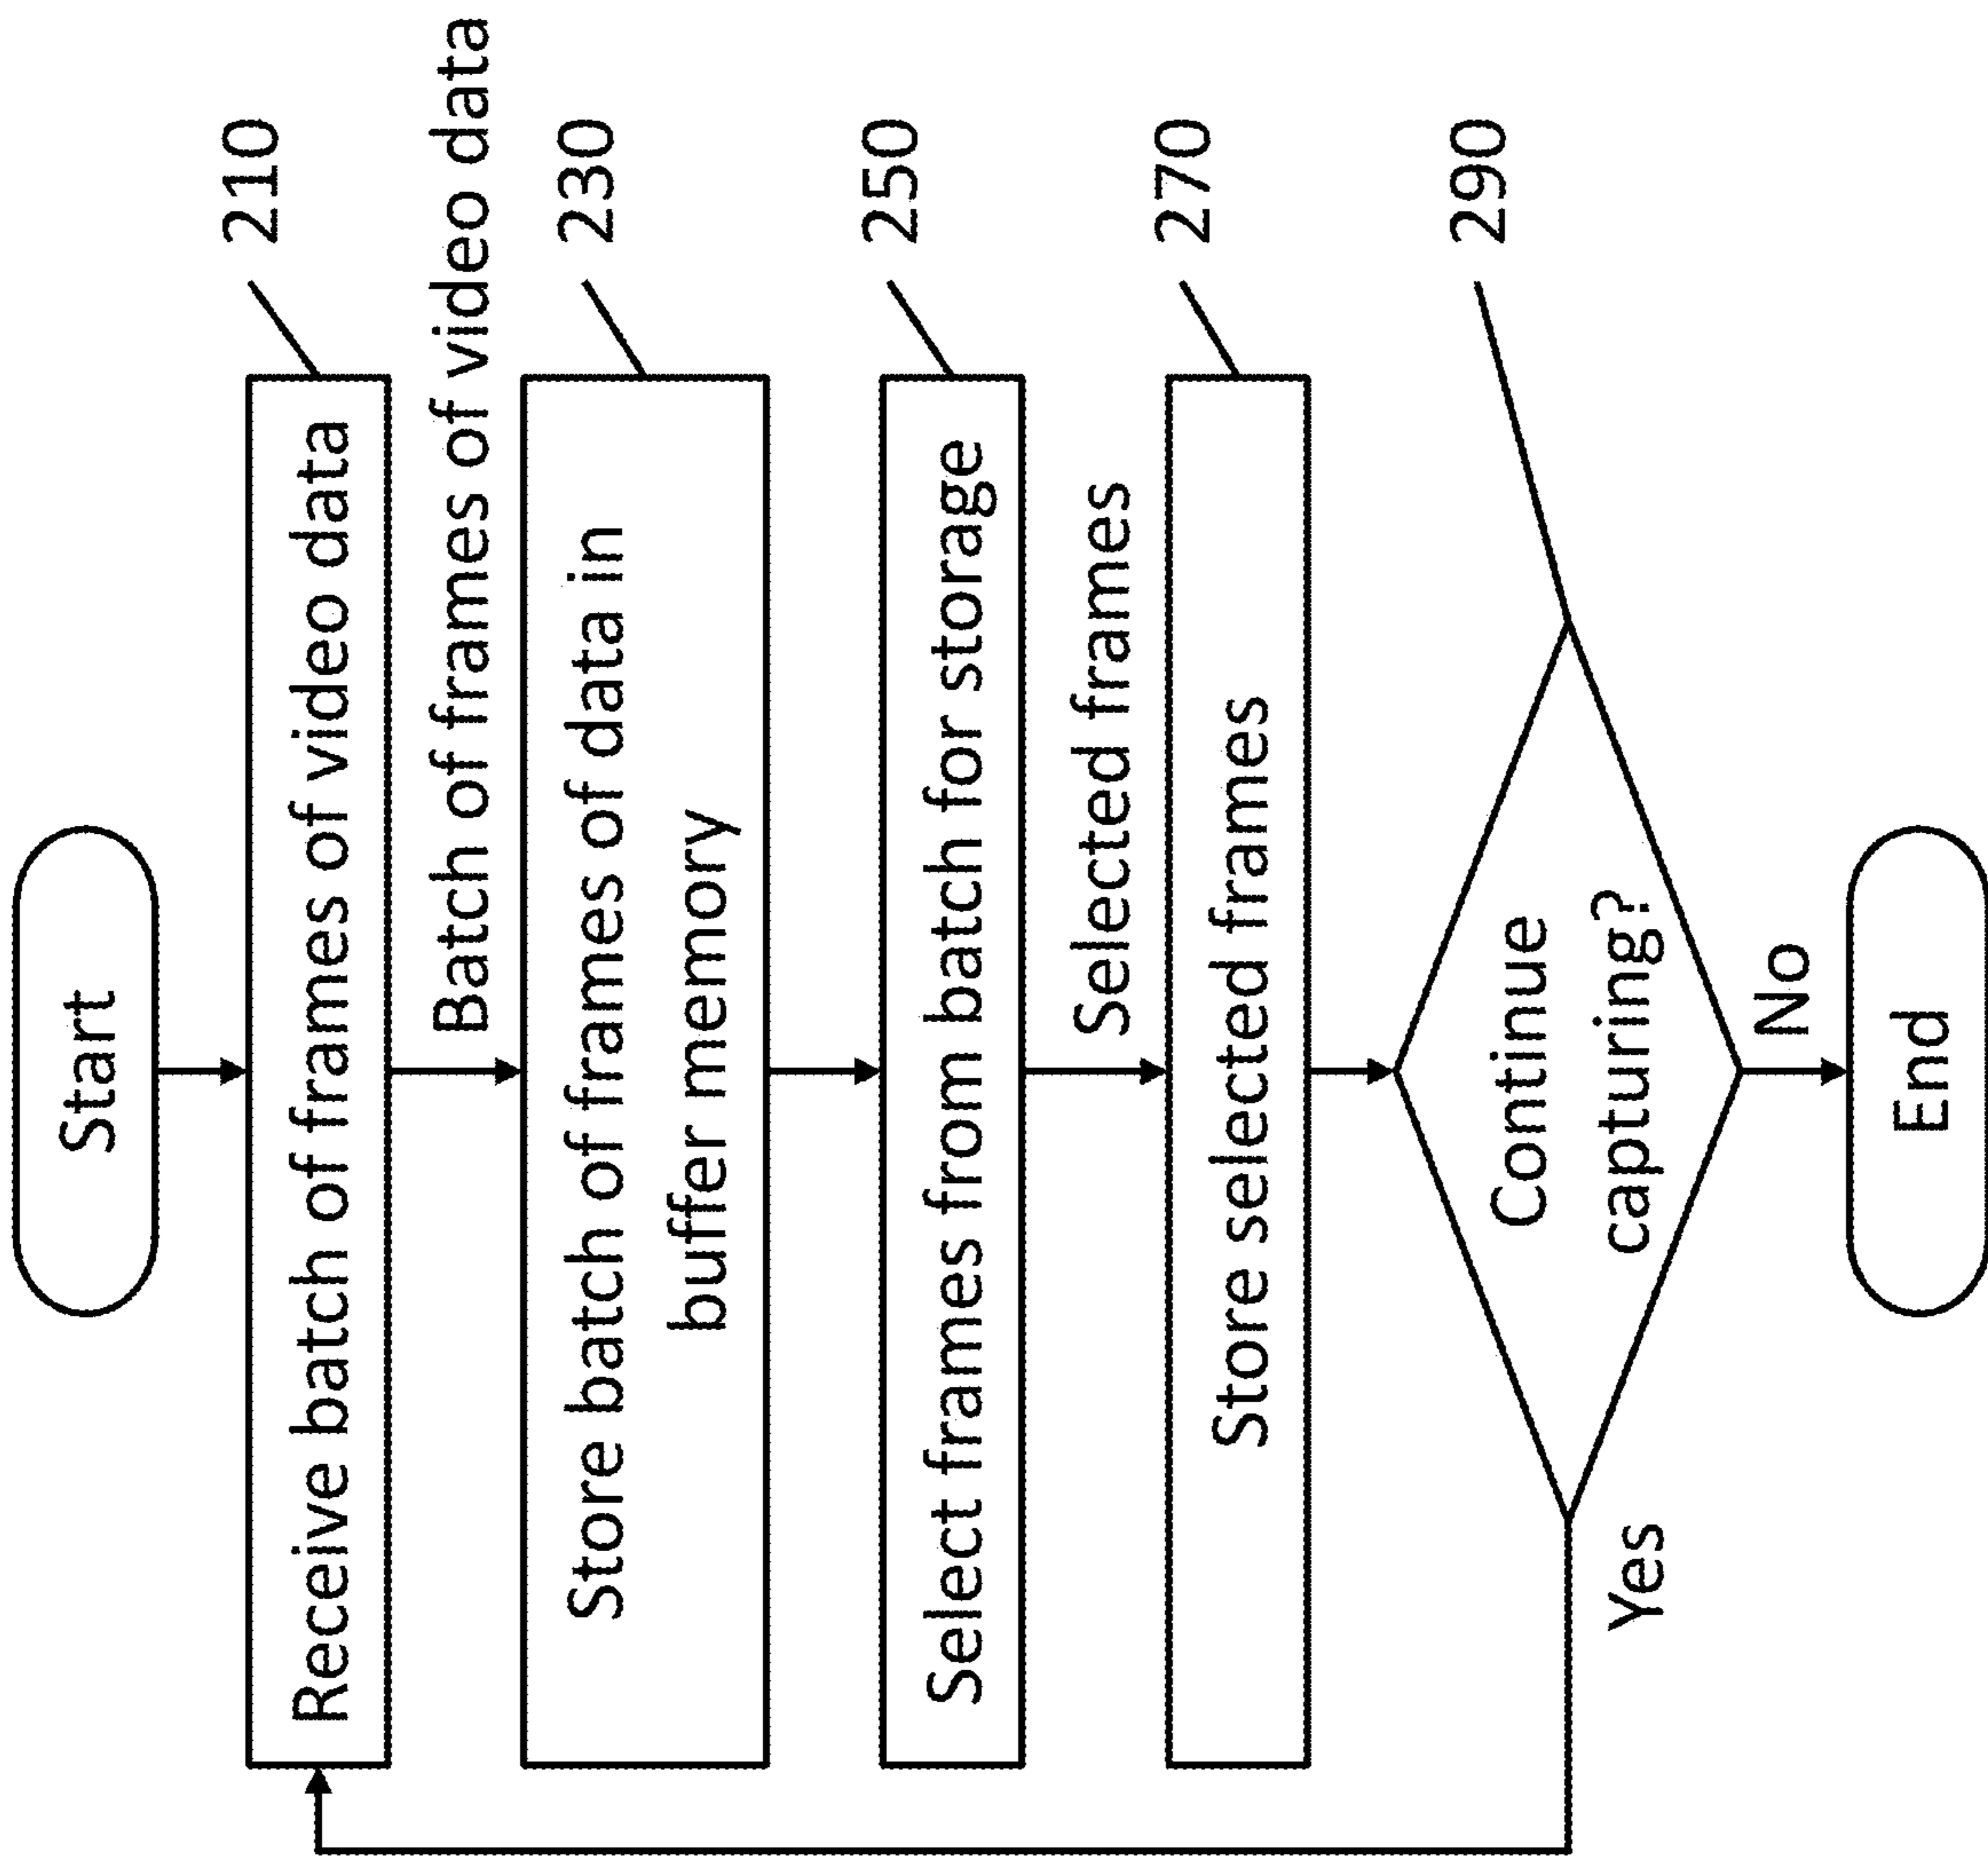 Start
Receive batch of frames of video data
210
Batch of frames of video data
Store batch of frames of data in
buffer memory
230
Select frames from batch for storage
250
Selected frames
Store selected frames
270
Continue
capturing?
290
Yes
No
End